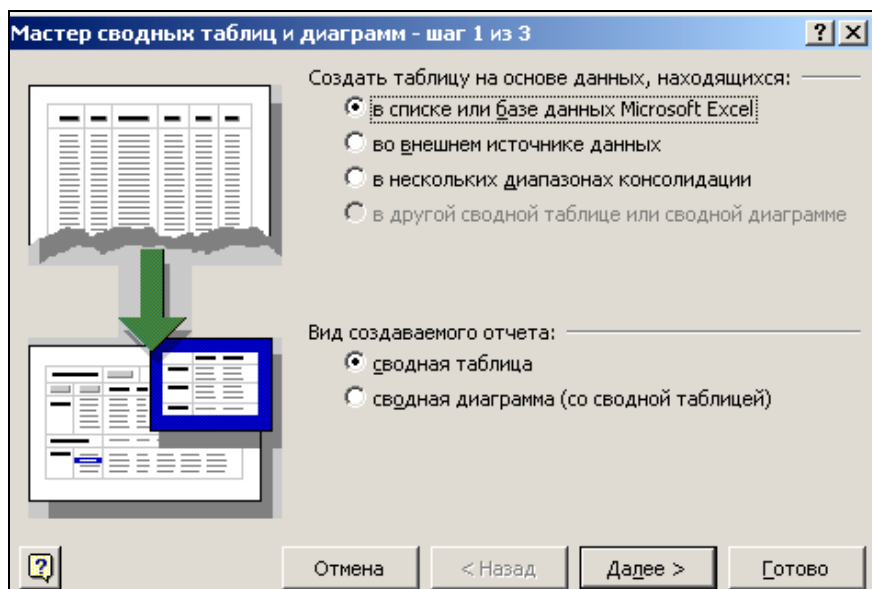 Мастер сводных таблиц и диаграмм - шаг 1 из 3
Создать таблицу на основе данных, находящихся:
в списке или базе данных Microsoft Excel
во внешнем источнике данных
в нескольких диапазонах консолидации
в другой сводной таблице или сводной диаграмме
Вид создаваемого отчета:
сводная таблица
сводная диаграмма (со сводной таблицей)
Отмена
< Назад
Далее >
Готово